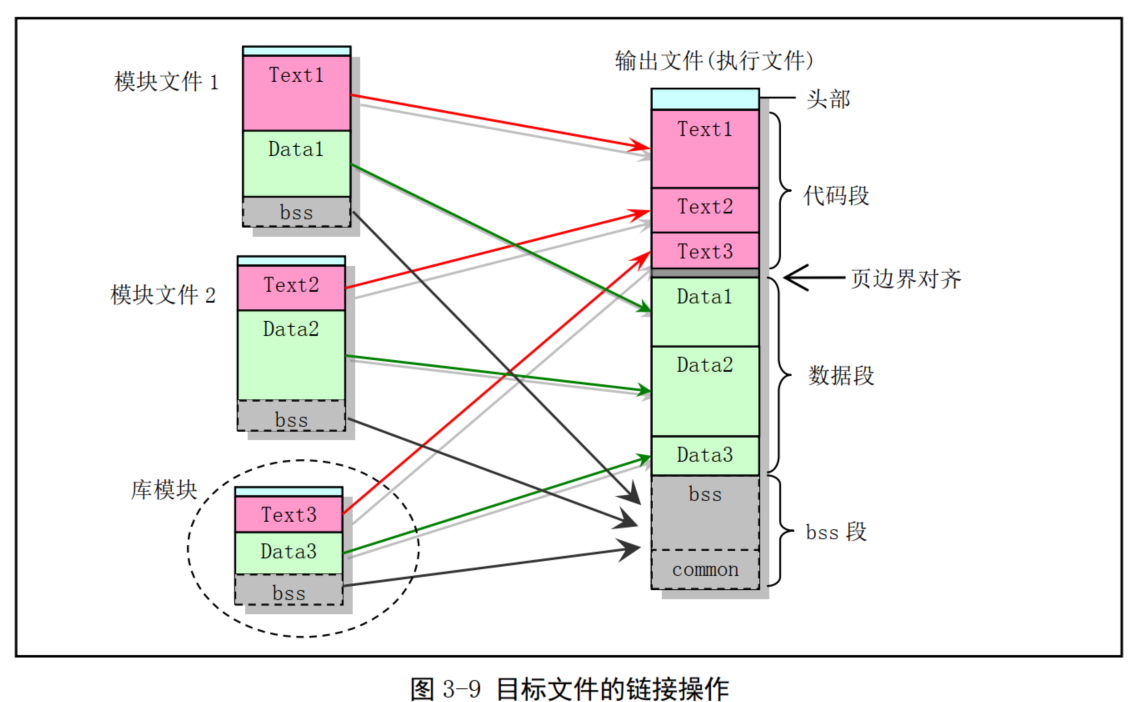 模块文件 1
Text1
Data1
bss
模块文件 2
Text2
Data2
bss
库模块
Text3
Data3
bss
输出文件(执行文件)
头部
Text1
Text2
Text3
代码段
页边界对齐
Data1
Data2
Data3
数据段
bss
common
bss 段
图 3-9 目标文件的链接操作